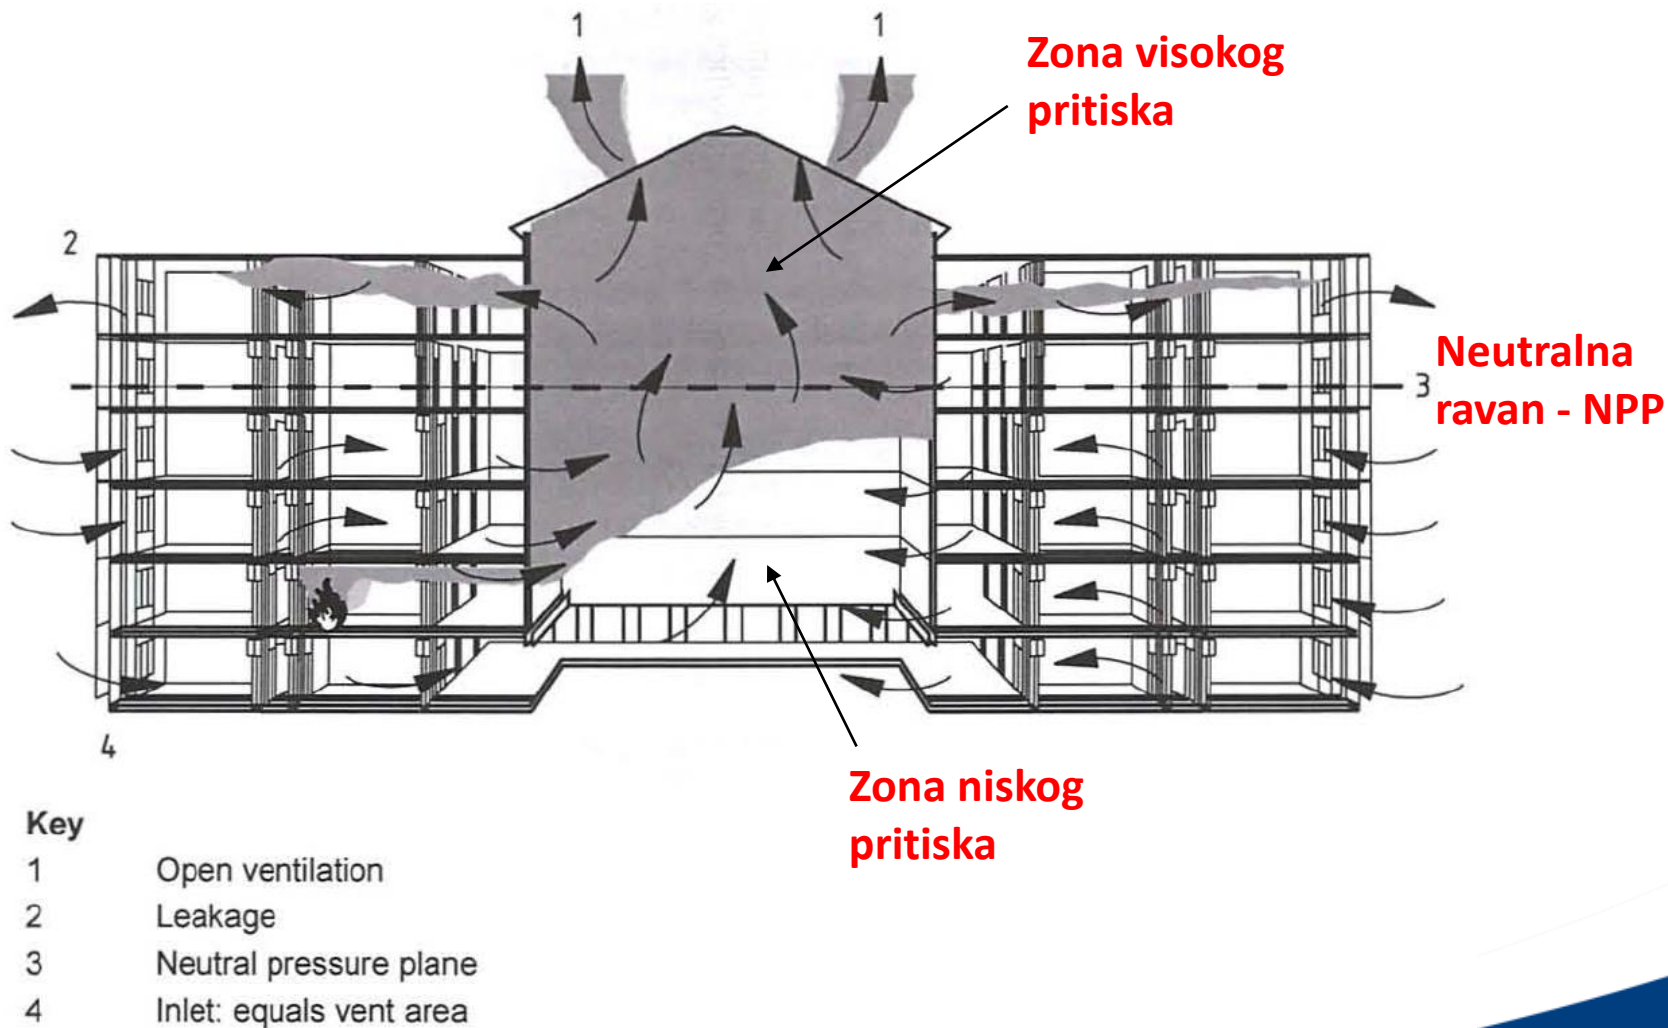 1
1
Zona visokog
pritiska
2
Neutralna
ravan - NPP
3
4
Zona niskog
pritiska
Key
1 Open ventilation
2 Leakage
3 Neutral pressure plane
4 Inlet: equals vent area